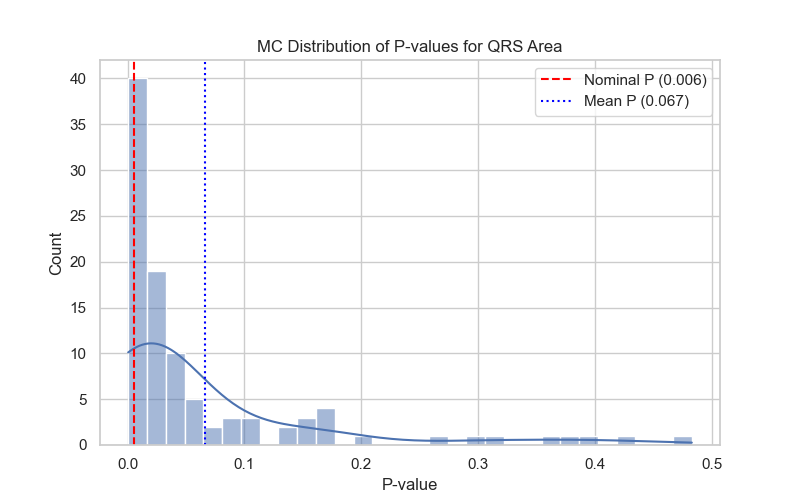 MC Distribution of P-values for QRS Area
Nominal P (0.006)
Mean P (0.067)
40
35
30
25
20
15
10
5
0
Count
0.0 0.1 0.2 0.3 0.4 0.5
P-value